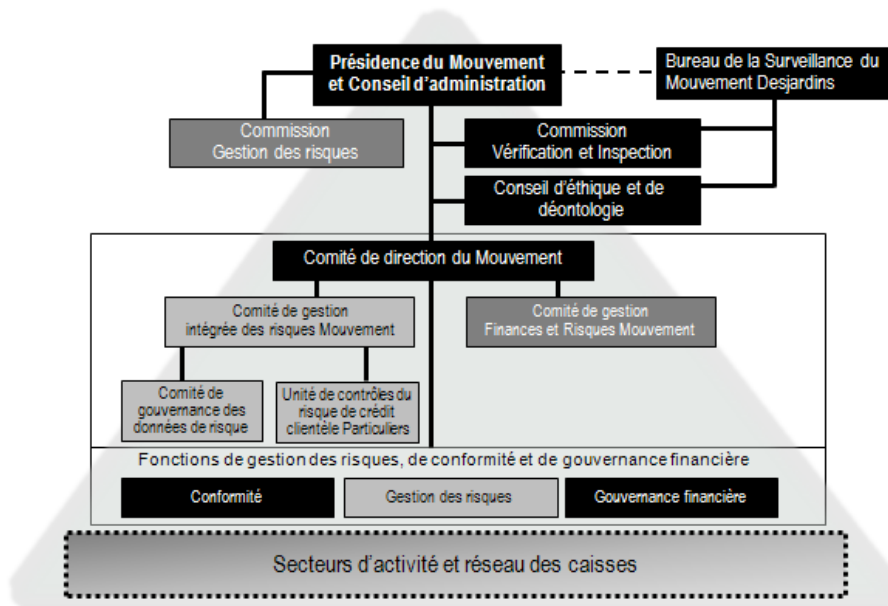 Présidence du Mouvement
et Conseil d'administration
Bureau de la Surveillance du
Mouvement Desjardins
Commission
Gestion des risques
Commission
Vérification et Inspection
Conseil d'éthique et de
déontologie
Comité de direction du Mouvement
Comité de gestion
intégrée des risques Mouvement
Comité de gestion
Finances et Risques Mouvement
Comité de
gouvernance des
données de risque
Unité de contrôles du
risque de crédit
clientèle Particuliers
Fonctions de gestion des risques, de conformité et de gouvernance financière
Conformité
Gestion des risques
Gouvernance financière
Secteurs d'activité et réseau des caisses